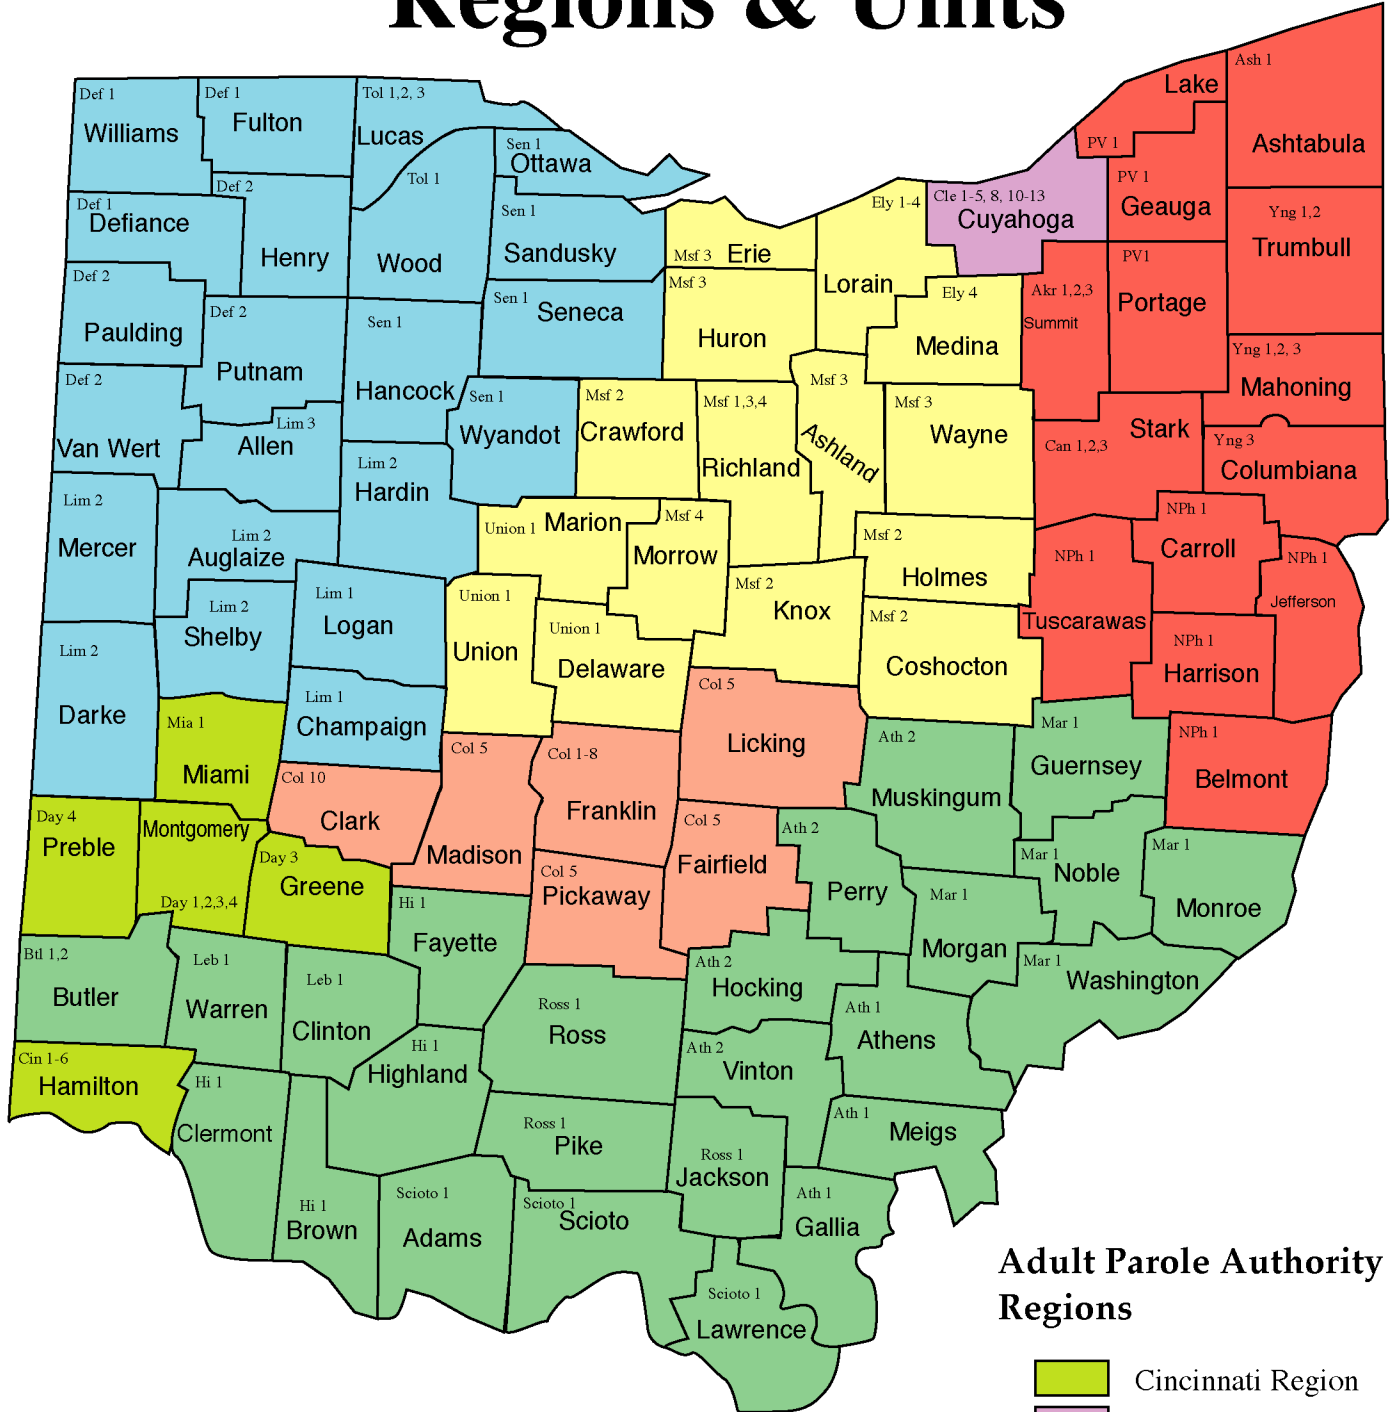 Regions & Units
Def 1
Williams
Def 1
Fulton
Tol 1,2, 3
Lucas
Sen 1
Ottawa
Def 1
Defiance
Def 2
Henry
Tol 1
Wood
Sen 1
Sandusky
Def 2
Paulding
Def 2
Putnam
Sen 1
Hancock
Sen 1
Seneca
Def 2
Van Wert
Lim 3
Allen
Sen 1
Wyandot
Lim 2
Hardin
Lim 2
Mercer
Lim 2
Auglaize
Lim 2
Shelby
Lim 1
Logan
Lim 2
Darke
Lim 1
Champaign
Msf 3
Erie
Ely 1-4
Lorain
Msf 3
Huron
Ely 4
Medina
Msf 2
Crawford
Msf 1,3,4
Richland
Msf 3
Ashland
Msf 3
Wayne
Union 1
Marion
Msf 4
Morrow
Msf 2
Holmes
Union 1
Union
Union 1
Delaware
Msf 2
Knox
Msf 2
Coshocton
Cle 1-5, 8, 10-13
Cuyahoga
Lake
PV 1
Ash 1
Ashtabula
PV 1
Geauga
Yng 1,2
Trumbull
Akr 1,2,3
Summit
PV1
Portage
Yng 1,2, 3
Mahoning
Can 1,2,3
Stark
Yng 3
Columbiana
NPh 1
Carroll
NPh 1
Tuscarawas
NPh 1
Jefferson
NPh 1
Harrison
NPh 1
Belmont
Mia 1
Miami
Day 4
Preble
Montgomery
Day 1,2,3,4
Day 3
Greene
Cin 1-6
Hamilton
Col 10
Clark
Col 5
Madison
Col 1-8
Franklin
Col 5
Licking
Col 5
Pickaway
Col 5
Fairfield
Ath 2
Muskingum
Mar 1
Guernsey
Ath 2
Perry
Mar 1
Noble
Mar 1
Monroe
Mar 1
Morgan
Mar 1
Washington
Btl 1,2
Butler
Leb 1
Warren
Leb 1
Clinton
Hi 1
Fayette
Ross 1
Ross
Ath 2
Hocking
Ath 1
Athens
Hi 1
Clermont
Hi 1
Highland
Ath 2
Vinton
Ath 1
Meigs
Ross 1
Pike
Ross 1
Jackson
Hi 1
Brown
Scioto 1
Adams
Scioto 1
Scioto
Ath 1
Gallia
Scioto 1
Lawrence
Adult Parole Authority
Regions
Cincinnati Region